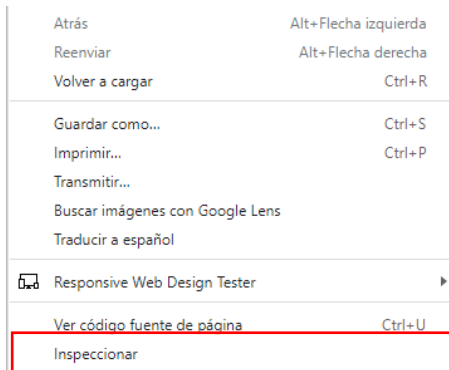 Atrás Alt+Flecha izquierda
Reenviar Alt+Flecha derecha
Volver a cargar Ctrl+R
Guardar como... Ctrl+S
Imprimir... Ctrl+P
Transmitir...
Buscar imágenes con Google Lens
Traducir a español
Responsive Web Design Tester
Ver código fuente de página Ctrl+U
Inspeccionar